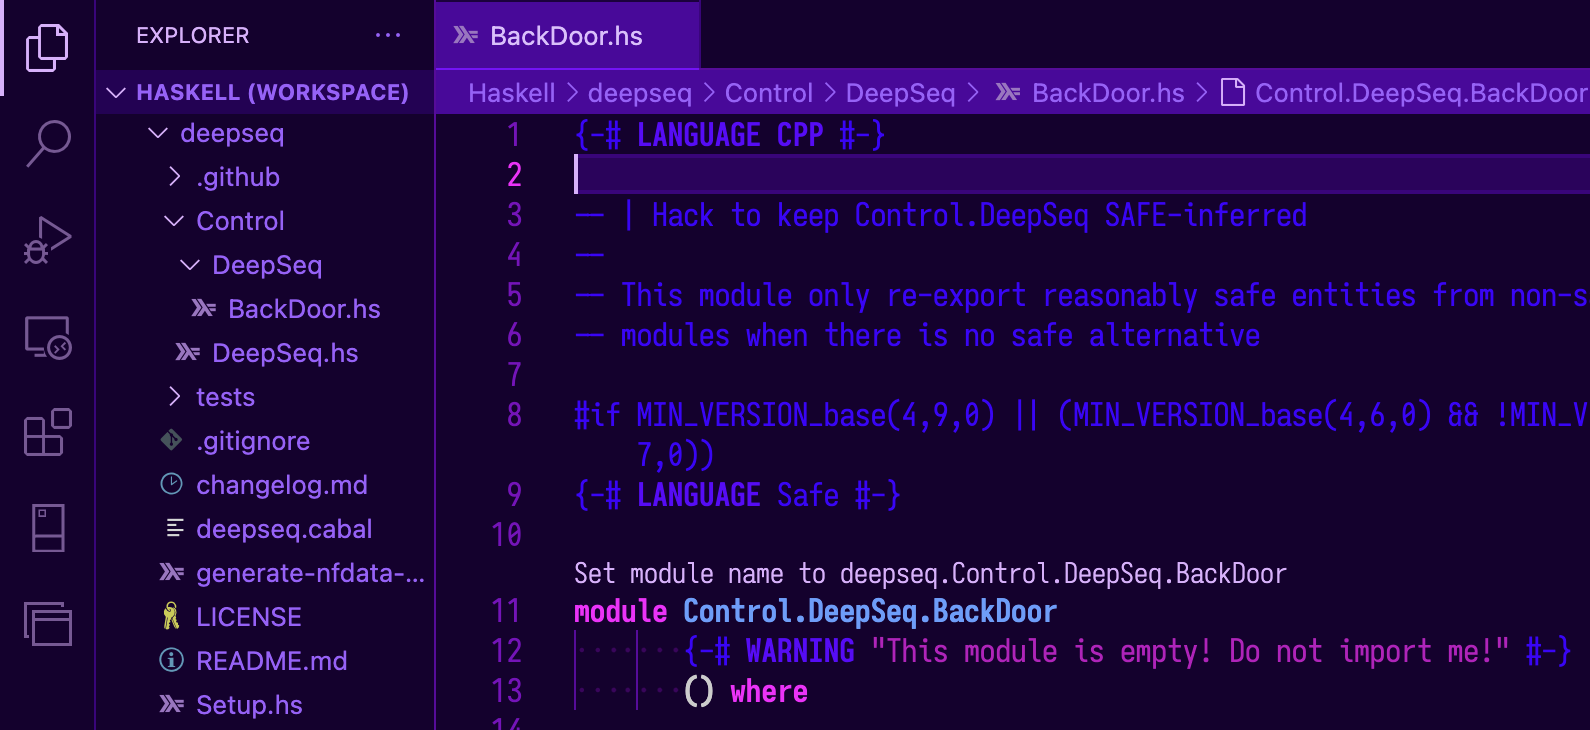 EXPLORER
HASKELL (WORKSPACE)
deepseq
.github
Control
DeepSeq
BackDoor.hs
DeepSeq.hs
tests
.gitignore
changelog.md
deepseq.cabal
generate-nfdata-...
LICENSE
README.md
Setup.hs
BackDoor.hs
Haskell > deepseq > Control > DeepSeq > BackDoor.hs > Control.DeepSeq.BackDoor
1 {-# LANGUAGE CPP #-}
2
3 -- | Hack to keep Control.DeepSeq SAFE-inferred
4 --
5 -- This module only re-export reasonably safe entities from non-s
6 -- modules when there is no safe alternative
7
8 #if MIN_VERSION_base(4,9,0) || (MIN_VERSION_base(4,6,0) && !MIN_V
7,0))
9 {-# LANGUAGE Safe #-}
10
Set module name to deepseq.Control.DeepSeq.BackDoor
11 module Control.DeepSeq.BackDoor
12 {-# WARNING "This module is empty! Do not import me!" #-}
13 () where
14